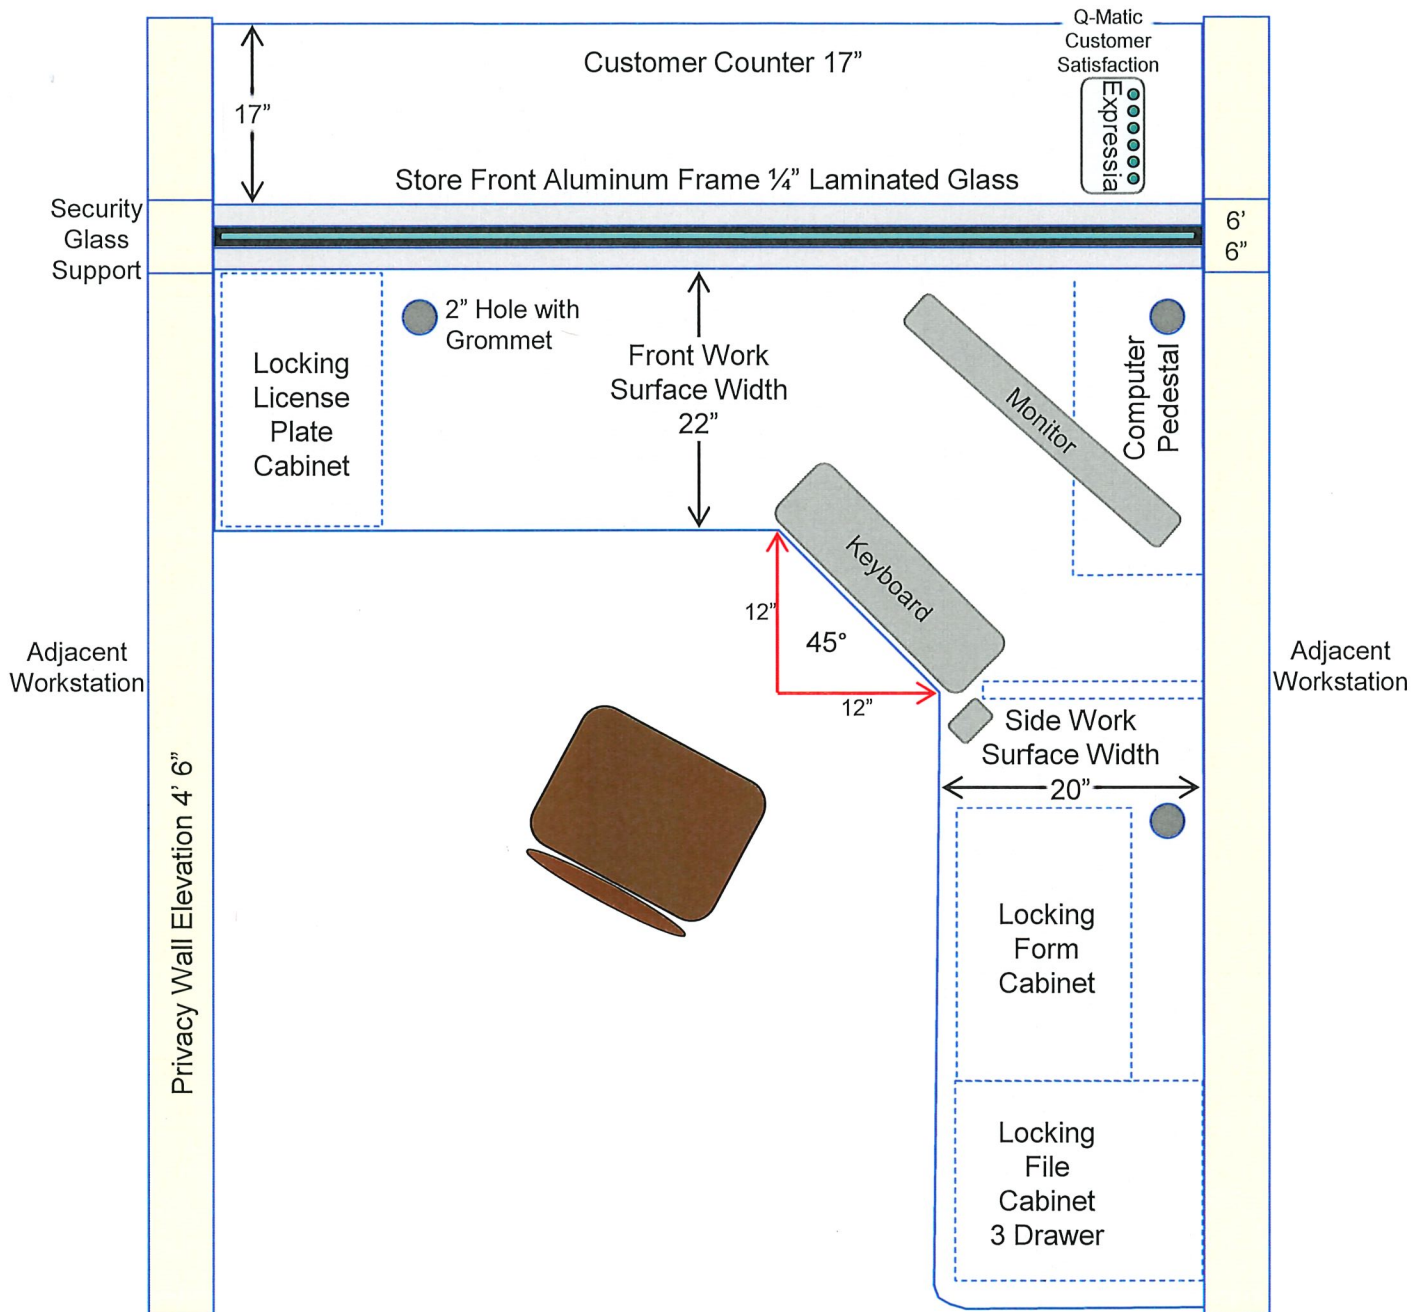 Q-Matic
Customer
Satisfaction
Customer Counter 17”
17”
Expressia
Store Front Aluminum Frame ¼” Laminated Glass
Security
Glass
Support
6’
6”
2” Hole with
Grommet
Locking
License
Plate
Cabinet
Front Work
Surface Width
22”
Monitor
Computer
Pedestal
Keyboard
12”
45°
12”
Adjacent
Workstation
Adjacent
Workstation
Side Work
Surface Width
20”
Privacy Wall Elevation 4’ 6”
Locking
Form
Cabinet
Locking
File
Cabinet
3 Drawer